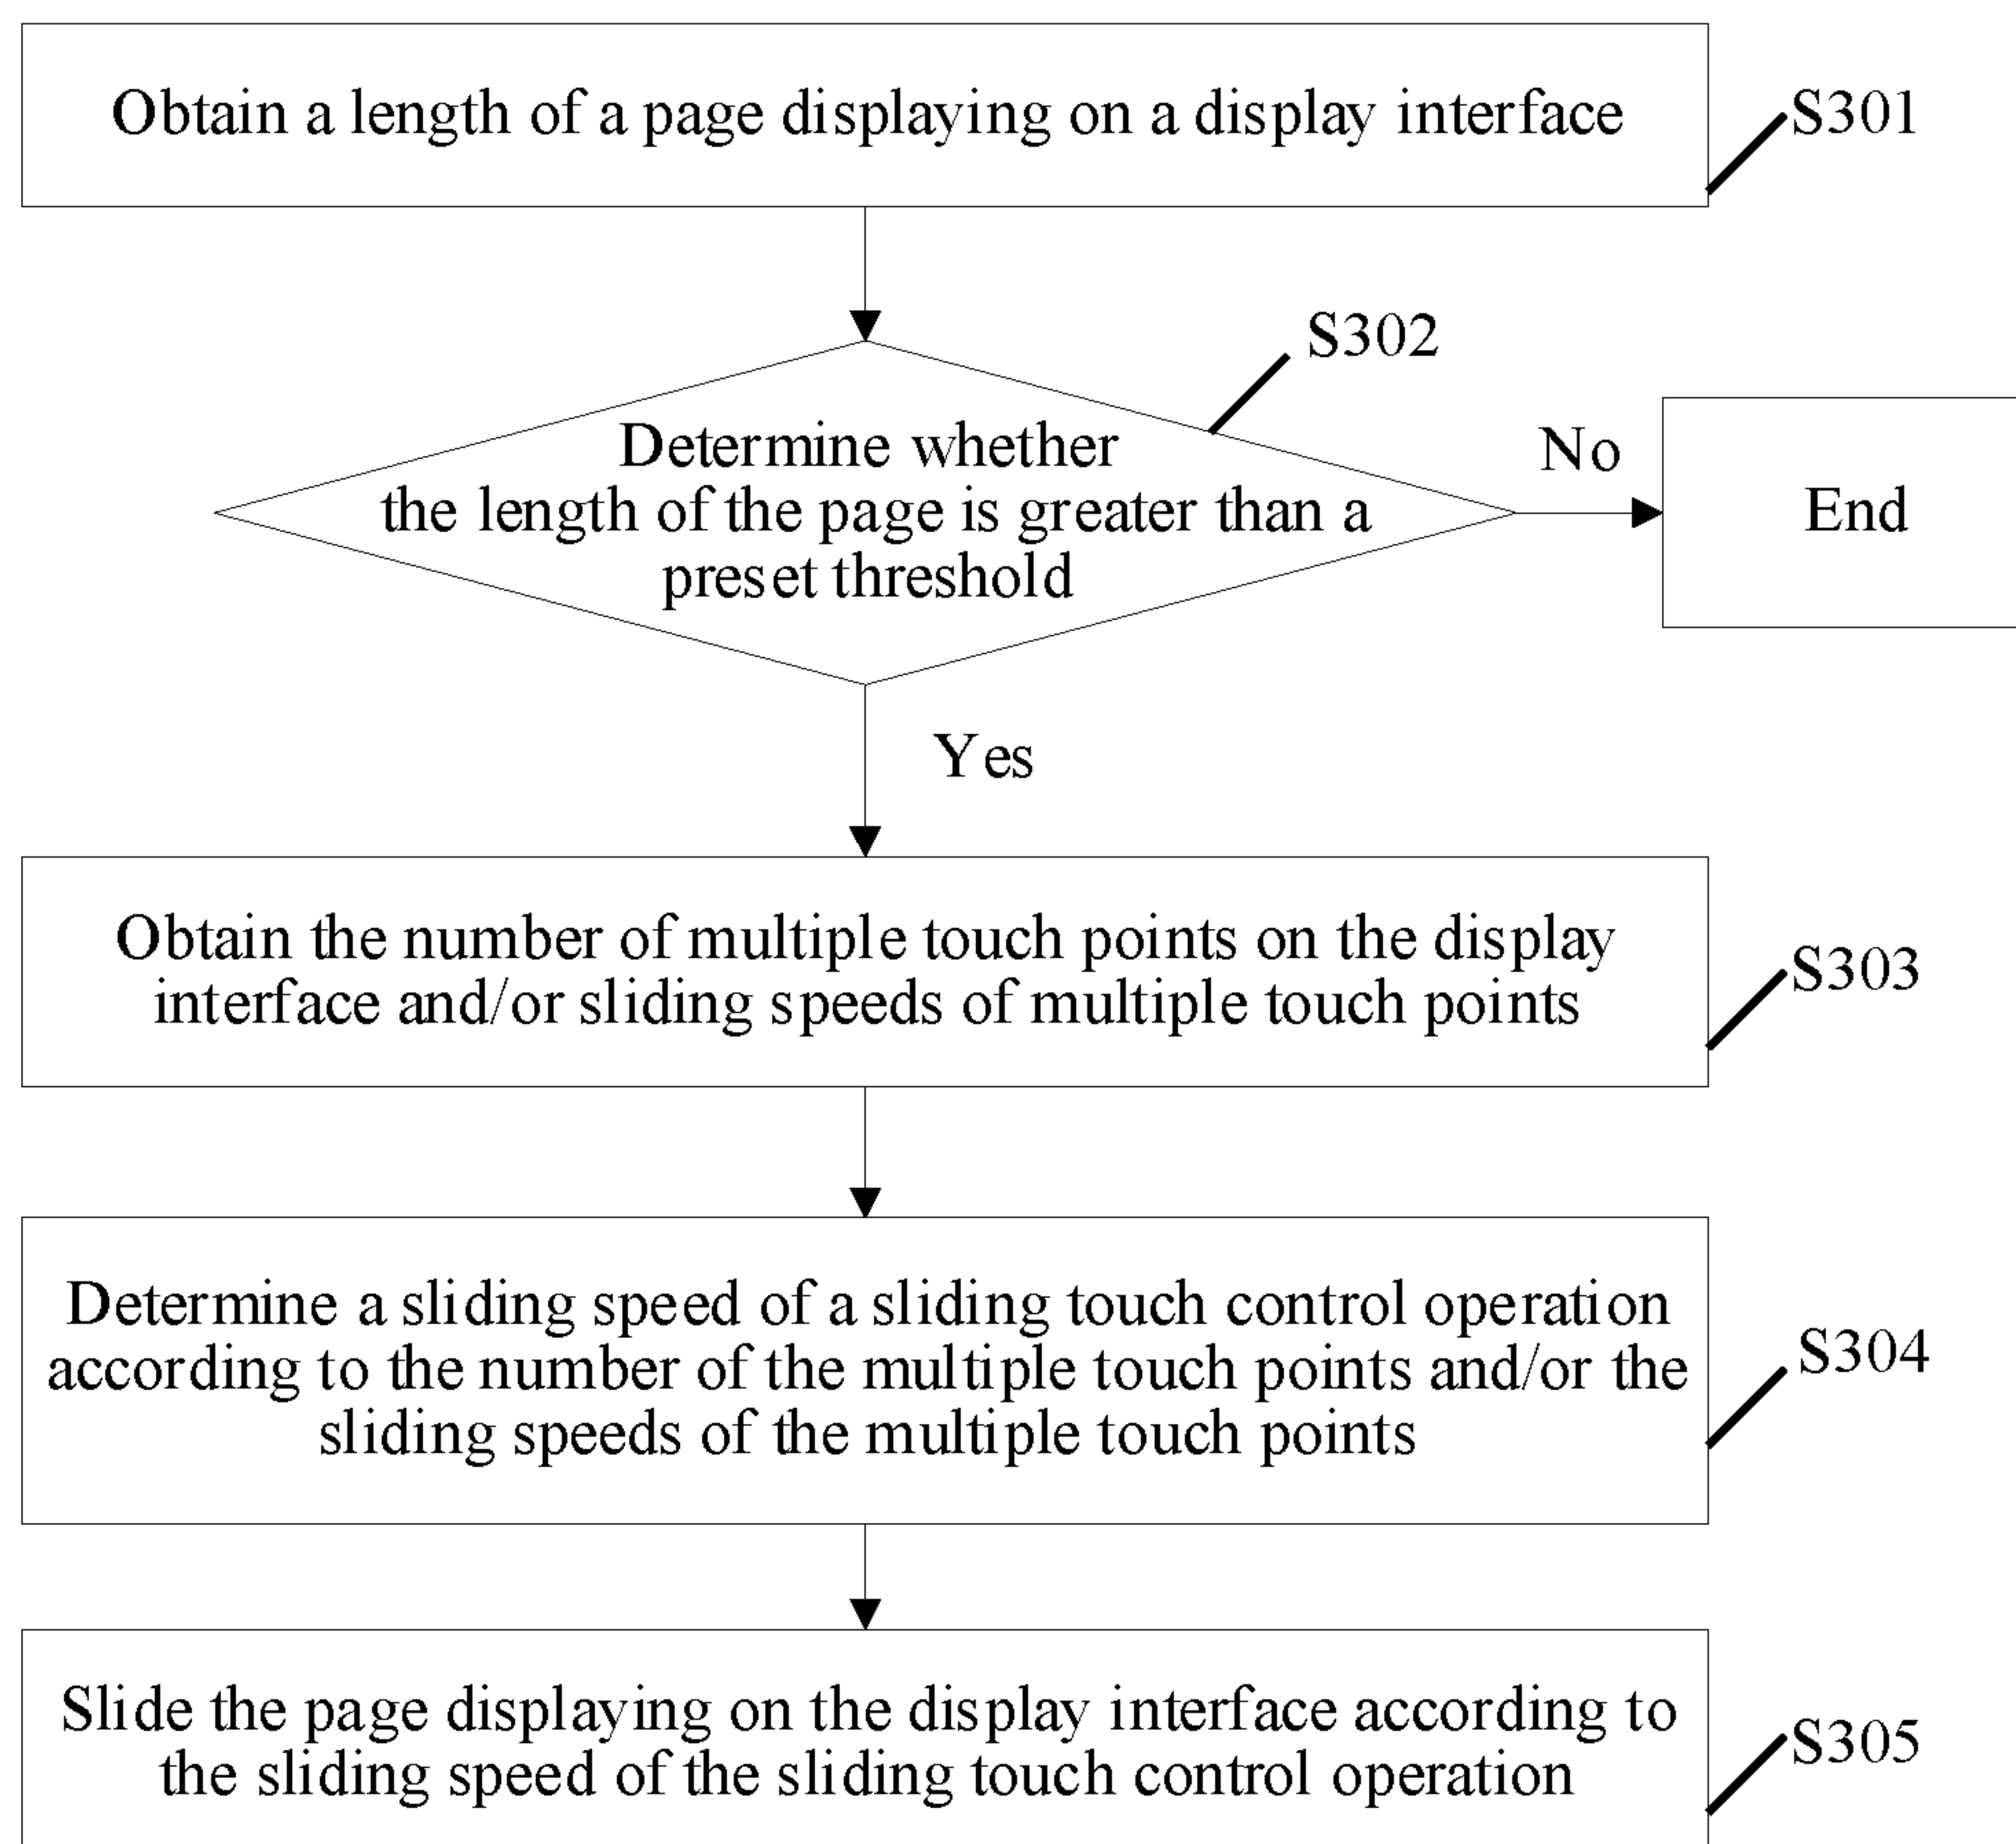 Obtain a length of a page displaying on a display interface
S301
S302
Determine whether
the length of the page is greater than a
preset threshold
No
End
Yes
Obtain the number of multiple touch points on the display
interface and/or sliding speeds of multiple touch points
S303
Determine a sliding speed of a sliding touch control operation
according to the number of the multiple touch points and/or the
sliding speeds of the multiple touch points
S304
Slide the page displaying on the display interface according to
the sliding speed of the sliding touch control operation
S305